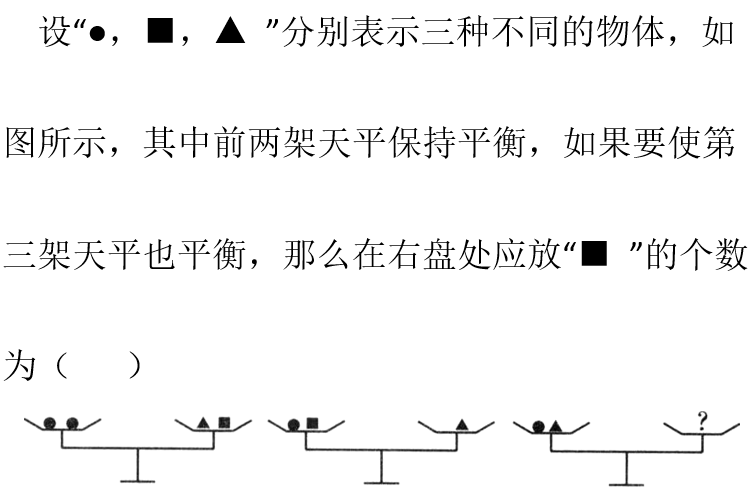 设“●，■，▲ ”分别表示三种不同的物体，如
图所示，其中前两架天平保持平衡，如果要使第
三架天平也平衡，那么在右盘处应放“■ ”的个数
为（ ）
?